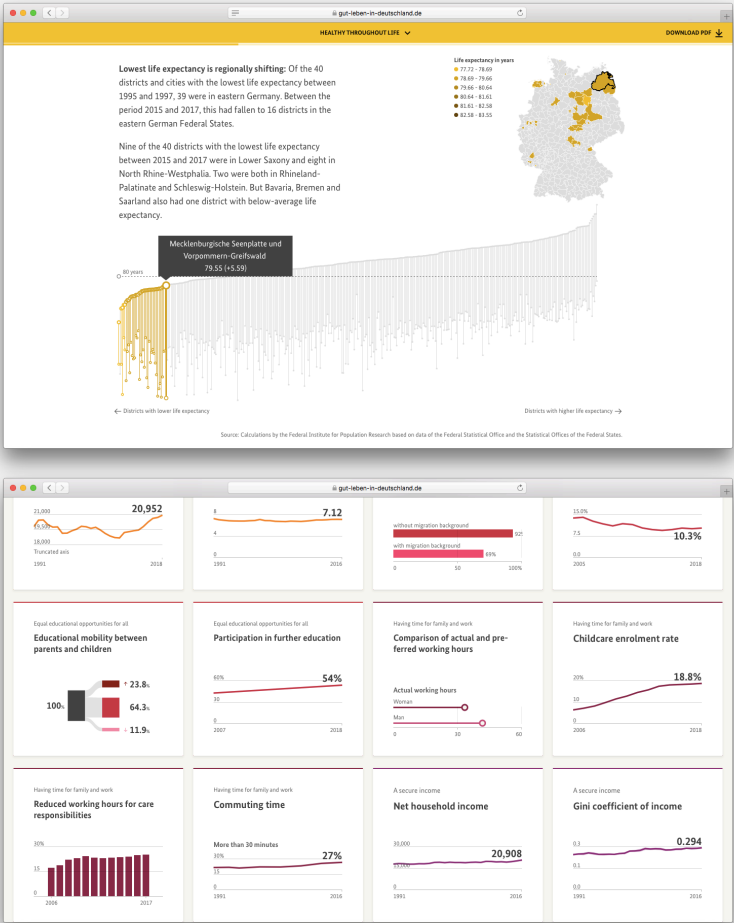 gut-leben-in-deutschland.de
HEALTHY THROUGHOUT LIFE
DOWNLOAD PDF
Lowest life expectancy is regionally shifting: Of the 40
districts and cities with the lowest life expectancy between
1995 and 1997, 39 were in eastern Germany. Between the
period 2015 and 2017, this had fallen to 16 districts in the
eastern German Federal States.
Nine of the 40 districts with the lowest life expectancy
between 2015 and 2017 were in Lower Saxony and eight in
North Rhine-Westphalia. Two were both in Rhineland-
Palatinate and Schleswig-Holstein. But Bavaria, Bremen and
Saarland also had one district with below-average life
expectancy.
Life expectancy in years
77.72 - 78.69
78.69 - 79.66
79.66 - 80.64
80.64 - 81.61
81.61 - 82.58
82.58 - 83.55
Mecklenburgische Seenplatte und
Vorpommern-Greifswald
79.55 (+5.59)
80 years
← Districts with lower life expectancy
Districts with higher life expectancy →
Source: Calculations by the Federal Institute for Population Research based on data of the Federal Statistical Office and the Statistical Offices of the Federal States.
gut-leben-in-deutschland.de
21,000
20,952
19,500
18,000
Truncated axis
1991 2018
8
7.12
4
0
1991 2016
without migration background
92%
with migration background
69%
0 50 100%
15.0%
7.5
10.3%
0.0
2005 2018
Equal educational opportunities for all
Educational mobility between
parents and children
100%
↑ 23.8%
64.3%
↓ 11.9%
Equal educational opportunities for all
Participation in further education
60%
54%
30
0
2007 2018
Having time for family and work
Comparison of actual and pre-
ferred working hours
Actual working hours
Woman
Man
0 30 60
Having time for family and work
Childcare enrolment rate
20%
18.8%
10
0
2006 2018
Having time for family and work
Reduced working hours for care
responsibilities
30%
15
0
2006 2017
Having time for family and work
Commuting time
More than 30 minutes
30%
27%
15
0
1991 2016
A secure income
Net household income
30,000
20,908
15,000
0.0
1991 2016
A secure income
Gini coefficient of income
0.3
0.294
0.1
0.0
1991 2016